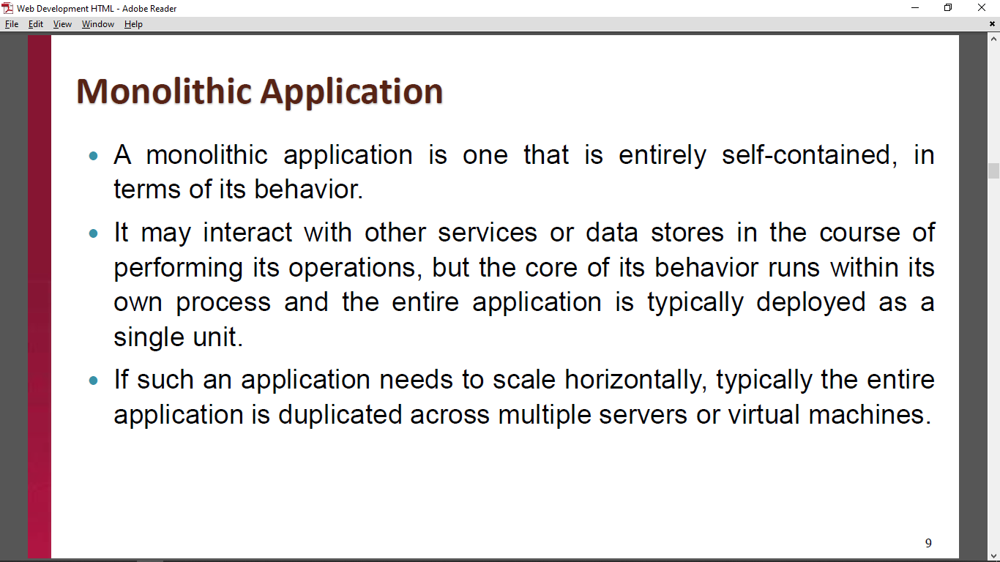 Web Development HTML - Adobe Reader
File Edit View Window Help
Monolithic Application
• A monolithic application is one that is entirely self-contained, in
terms of its behavior.
• It may interact with other services or data stores in the course of
performing its operations, but the core of its behavior runs within its
own process and the entire application is typically deployed as a
single unit.
• If such an application needs to scale horizontally, typically the entire
application is duplicated across multiple servers or virtual machines.
9